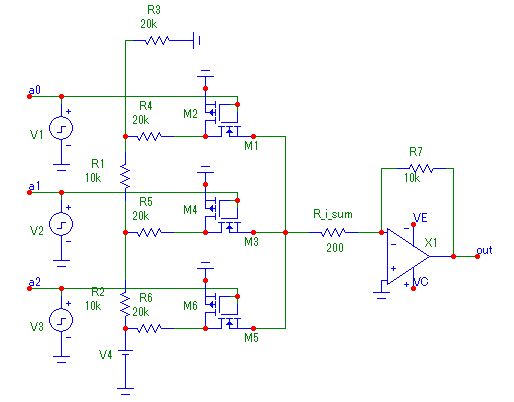 R3
20k
a0
R4
20k
M2
V1
M1
R1
10k
R7
10k
a1
R5
20k
M4
R_i_sum
VE
V2
M3
200
X1
out
a2
R2
10k
R6
20k
M6
VC
V3
M5
V4